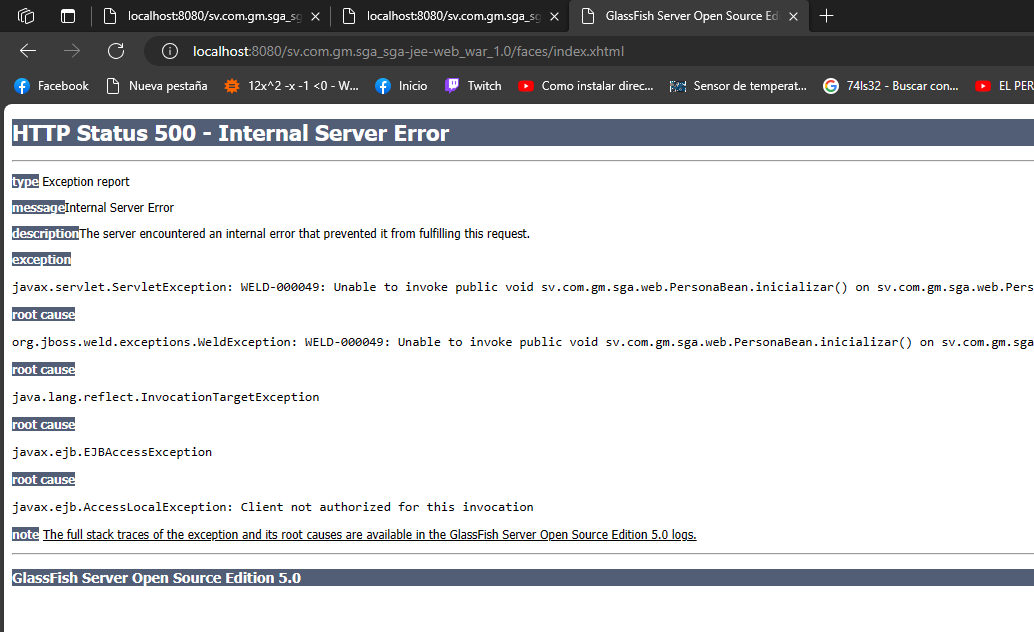 localhost:8080/sv.com.gm.sga_sg
localhost:8080/sv.com.gm.sga_sg
GlassFish Server Open Source Edi
localhost:8080/sv.com.gm.sga_sga-jee-web_war_1.0/faces/index.xhtml
Facebook Nueva pestaña 12x^2 -x -1 <0 - W... Inicio Twitch Como instalar direc... Sensor de temperat... 74ls32 - Buscar con... EL PER
HTTP Status 500 - Internal Server Error
type Exception report
messageInternal Server Error
descriptionThe server encountered an internal error that prevented it from fulfilling this request.
exception
javax.servlet.ServletException: WELD-000049: Unable to invoke public void sv.com.gm.sga.web.PersonaBean.inicializar() on sv.com.gm.sga.web.Pers
root cause
org.jboss.weld.exceptions.WeldException: WELD-000049: Unable to invoke public void sv.com.gm.sga.web.PersonaBean.inicializar() on sv.com.gm.sga
root cause
java.lang.reflect.InvocationTargetException
root cause
javax.ejb.EJBAccessException
root cause
javax.ejb.AccessLocalException: Client not authorized for this invocation
note The full stack traces of the exception and its root causes are available in the GlassFish Server Open Source Edition 5.0 logs.
GlassFish Server Open Source Edition 5.0